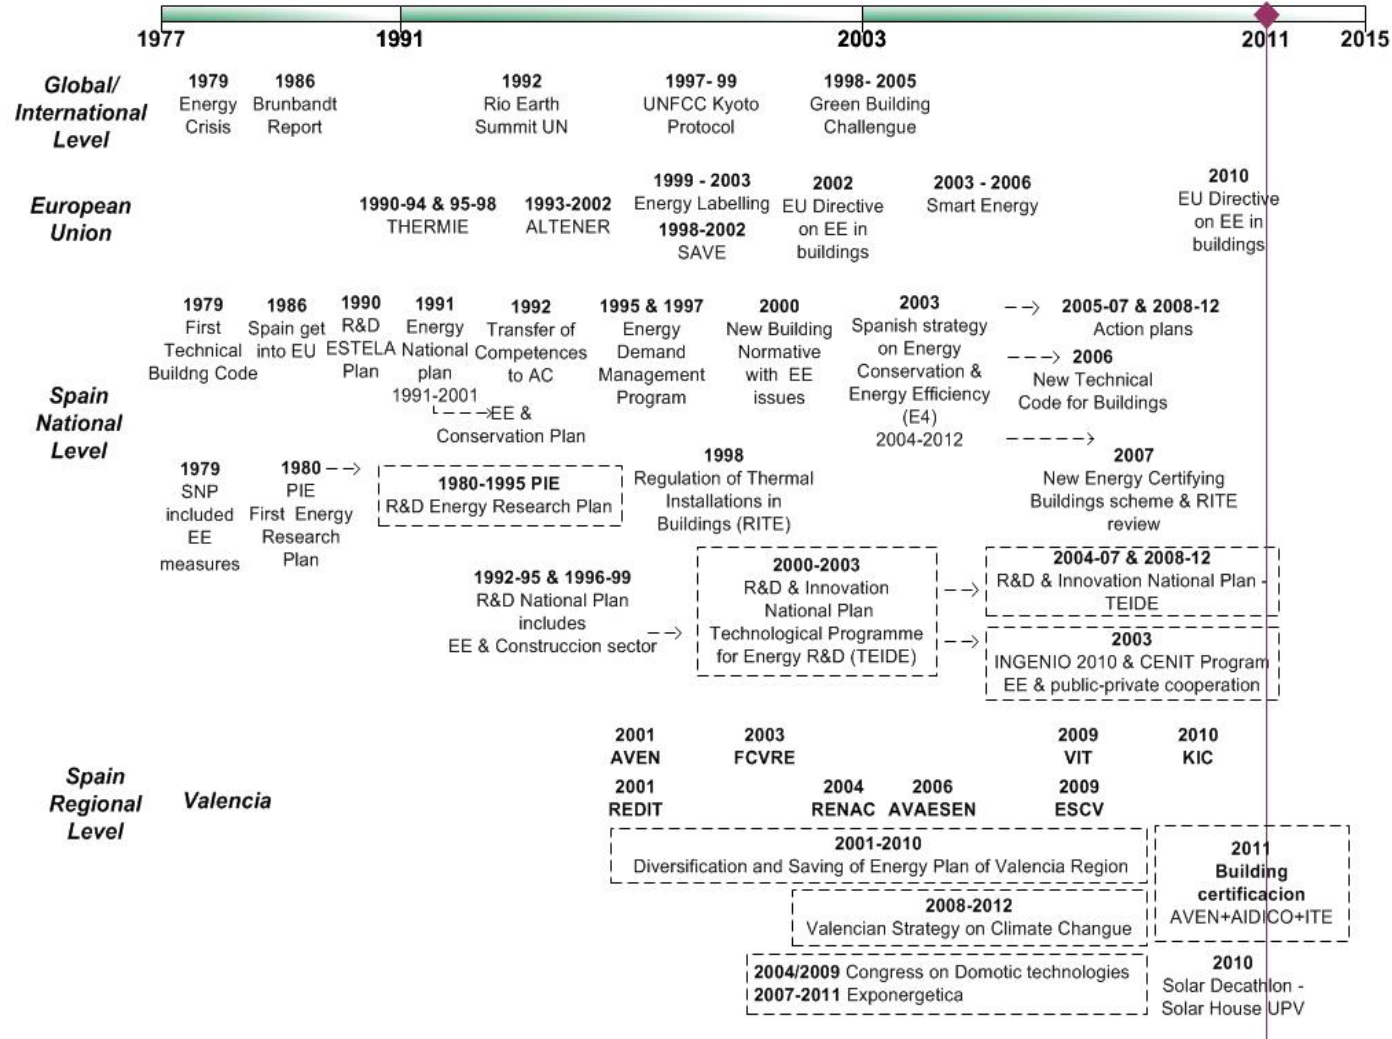 1977 1991 2003 2011 2015
Global/
International
Level
1979
Energy
Crisis
1986
Brunbandt
Report
1992
Rio Earth
Summit UN
1997- 99
UNFCC Kyoto
Protocol
1998- 2005
Green Building
Challengue
European
Union
1990-94 & 95-98
THERMIE
1993-2002
ALTENER
1999 - 2003
Energy Labelling
1998-2002
SAVE
2002
EU Directive
on EE in
buildings
2003 - 2006
Smart Energy
2010
EU Directive
on EE in
buildings
Spain
National
Level
1979
First
Technical
Buildng Code
1986
Spain get
into EU
1990
R&D
ESTELA
Plan
1991
Energy
National
plan
1991-2001
EE &
Conservation Plan
1992
Transfer of
Competences
to AC
1995 & 1997
Energy
Demand
Management
Program
2000
New Building
Normative
with EE
issues
2003
Spanish strategy
on Energy
Conservation &
Energy Efficiency
(E4)
2004-2012
2005-07 & 2008-12
Action plans
2006
New Technical
Code for Buildings
2007
New Energy Certifying
Buildings scheme & RITE
review
1979
SNP
included
EE
measures
1980
PIE
First Energy
Research
Plan
1980-1995 PIE
R&D Energy Research Plan
1998
Regulation of Thermal
Installations in
Buildings (RITE)
1992-95 & 1996-99
R&D National Plan
includes
EE & Construccion sector
2000-2003
R&D & Innovation
National Plan
Technological Programme
for Energy R&D (TEIDE)
2004-07 & 2008-12
R&D & Innovation National Plan -
TEIDE
2003
INGENIO 2010 & CENIT Program
EE & public-private cooperation
Spain
Regional
Level
Valencia
2001
AVEN
2003
FCVRE
2009
VIT
2010
KIC
2001
REDIT
2004
RENAC
2006
AVAESEN
2009
ESCV
2001-2010
Diversification and Saving of Energy Plan of Valencia Region
2008-2012
Valencian Strategy on Climate Changue
2004/2009 Congress on Domotic technologies
2007-2011 Exponergetica
2011
Building
certificacion
AVEN+AIDICO+ITE
2010
Solar Decathlon -
Solar House UPV